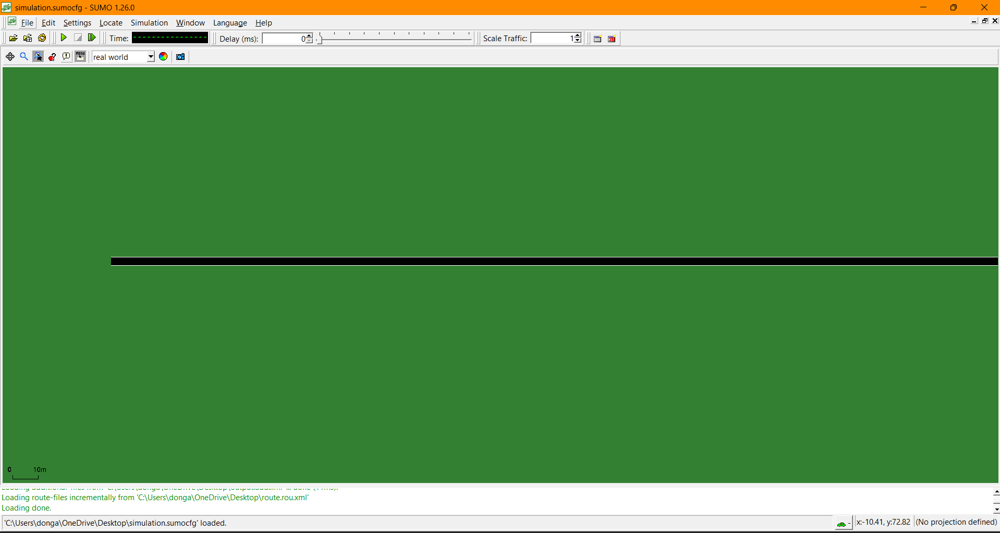 simulation.sumocfg - SUMO 1.26.0
File Edit Settings Locate Simulation Window Language Help
Time: Delay (ms): 0 Scale Traffic: 1
MENU real world
0 10m
Loading route-files incrementally from 'C:\Users\donga\OneDrive\Desktop\route.rou.xml'
Loading done.
'C:\Users\donga\OneDrive\Desktop\simulation.sumocfg' loaded.
- x:-10.41, y:72.82 (No projection defined)